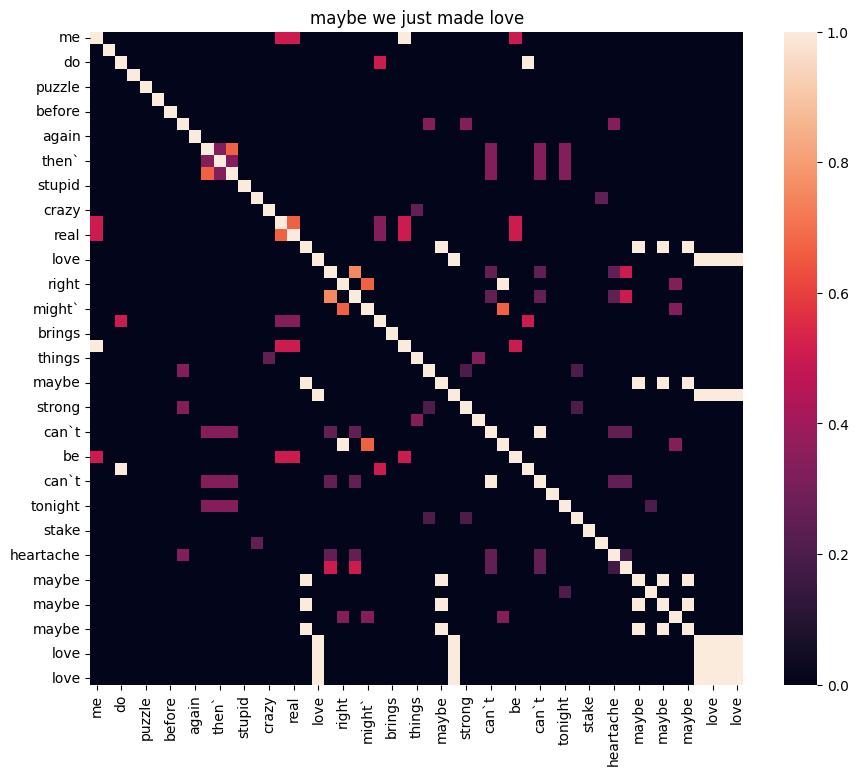 maybe we just made love
me
do
puzzle
before
again
then`
stupid
crazy
real
love
right
might`
brings
things
maybe
strong
can`t
be
can`t
tonight
stake
heartache
maybe
maybe
maybe
love
love
me
do
puzzle
before
again
then`
stupid
crazy
real
love
right
might`
brings
things
maybe
strong
can`t
be
can`t
tonight
stake
heartache
maybe
maybe
maybe
love
love
1.0
0.8
0.6
0.4
0.2
0.0